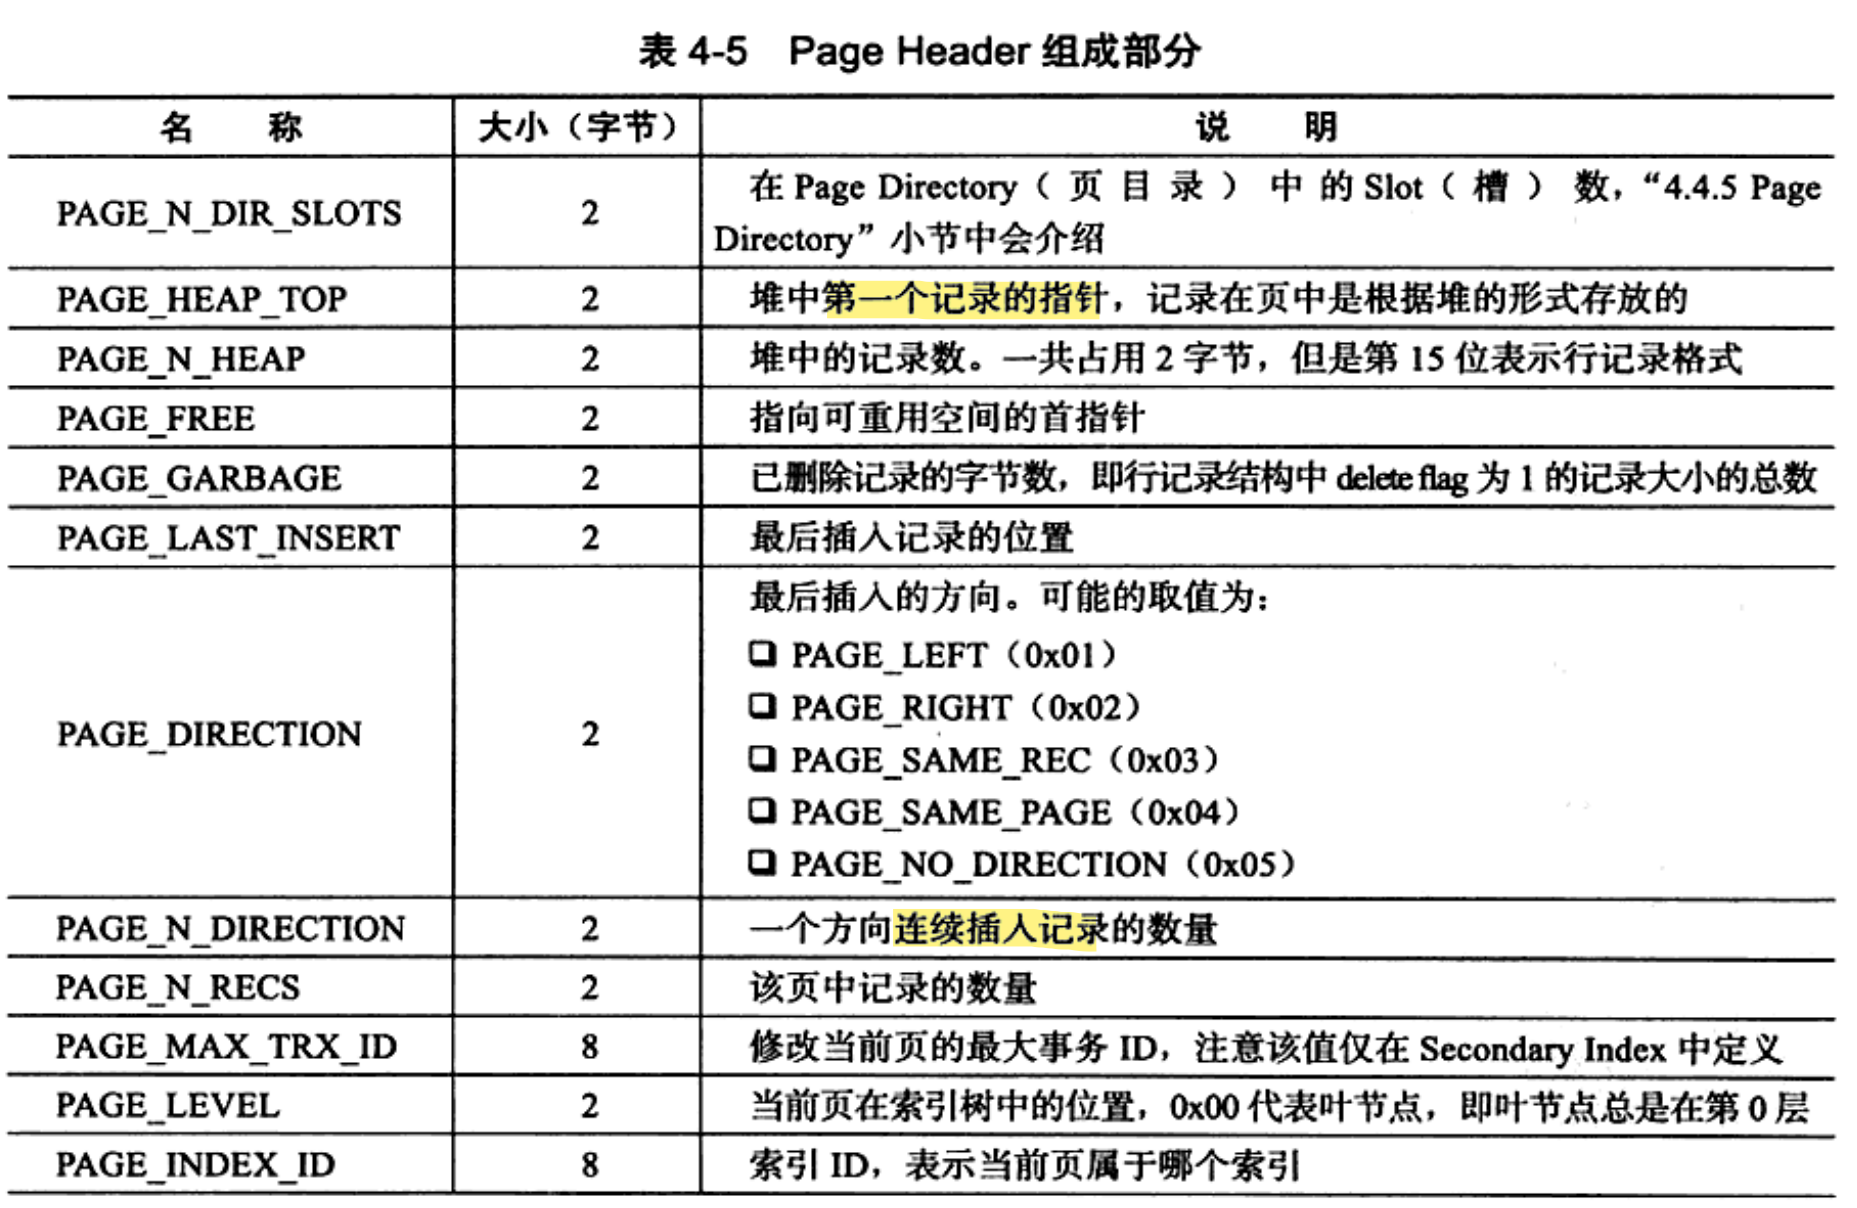 表 4-5 Page Header 组成部分
名 称 大小（字节） 说 明
PAGE_N_DIR_SLOTS 2 在 Page Directory（页目录）中的 Slot（槽）数，“4.4.5 Page
Directory”小节中会介绍
PAGE_HEAP_TOP 2 堆中第一个记录的指针，记录在页中是根据堆的形式存放的
PAGE_N_HEAP 2 堆中的记录数。一共占用 2 字节，但是第 15 位表示行记录格式
PAGE_FREE 2 指向可重用空间的首指针
PAGE_GARBAGE 2 已删除记录的字节数，即行记录结构中 delete flag 为 1 的记录大小的总数
PAGE_LAST_INSERT 2 最后插入记录的位置
PAGE_DIRECTION 2 最后插入的方向。可能的取值为：
❑ PAGE_LEFT（0x01）
❑ PAGE_RIGHT（0x02）
❑ PAGE_SAME_REC（0x03）
❑ PAGE_SAME_PAGE（0x04）
❑ PAGE_NO_DIRECTION（0x05）
PAGE_N_DIRECTION 2 一个方向连续插入记录的数量
PAGE_N_RECS 2 该页中记录的数量
PAGE_MAX_TRX_ID 8 修改当前页的最大事务 ID，注意该值仅在 Secondary Index 中定义
PAGE_LEVEL 2 当前页在索引树中的位置，0x00 代表叶节点，即叶节点总是在第 0 层
PAGE_INDEX_ID 8 索引 ID，表示当前页属于哪个索引